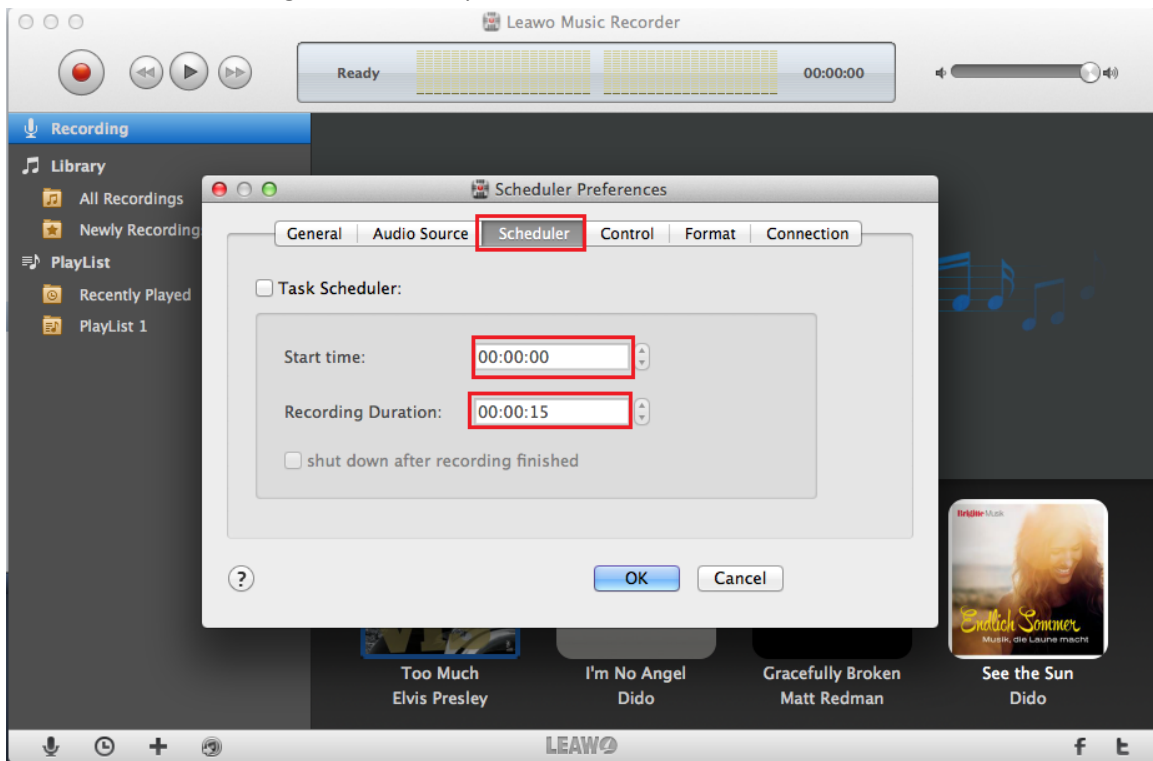 Leawo Music Recorder
Ready 00:00:00
Recording
Library
All Recordings
Newly Recording
PlayList
Recently Played
PlayList 1
Scheduler Preferences
General Audio Source Scheduler Control Format Connection
Task Scheduler:
Start time: 00:00:00
Recording Duration: 00:00:15
shut down after recording finished
? OK Cancel
Brigitte Musik
Endlich Sommer
Musik, die Laune macht
Too Much I'm No Angel Gracefully Broken See the Sun
Elvis Presley Dido Matt Redman Dido
LEAWO